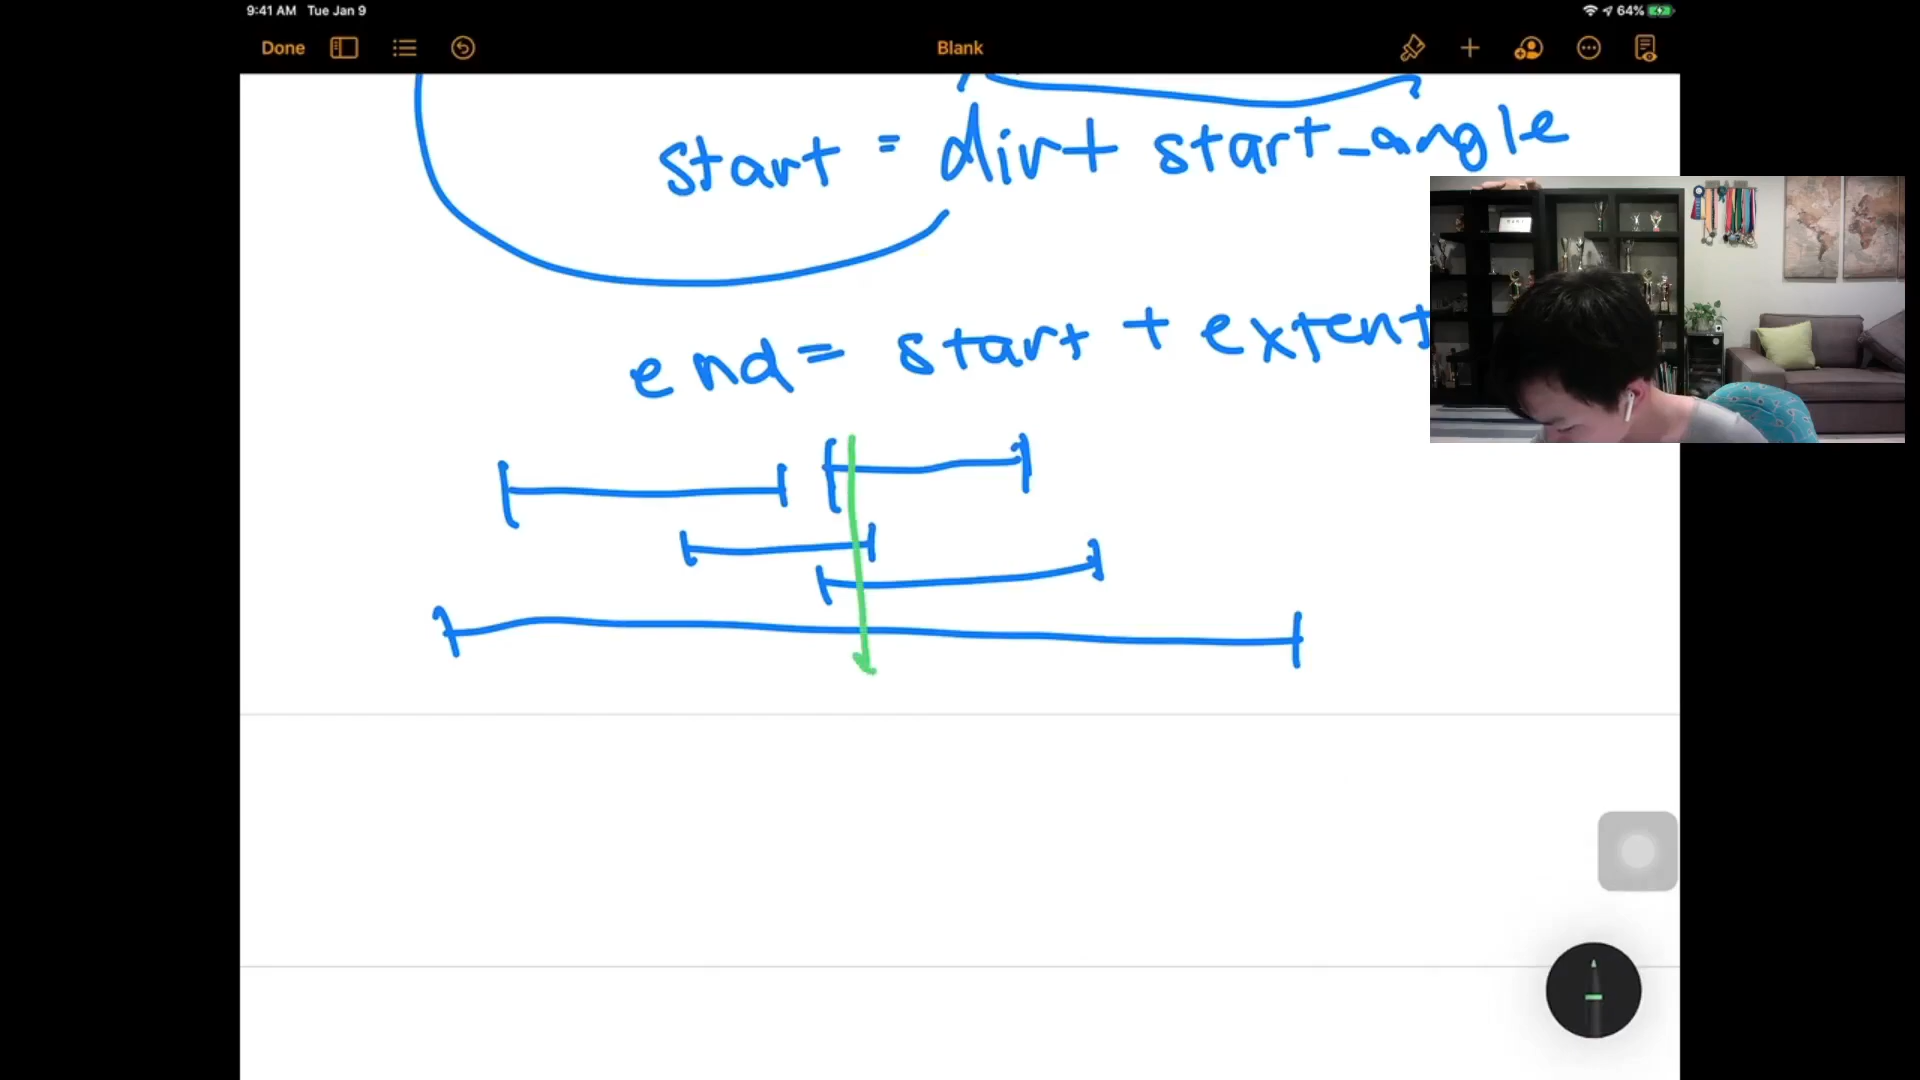 9:41 AM Tue Jan 9
64%
Done
Blank
start = dir + start_angle
end = start + extent